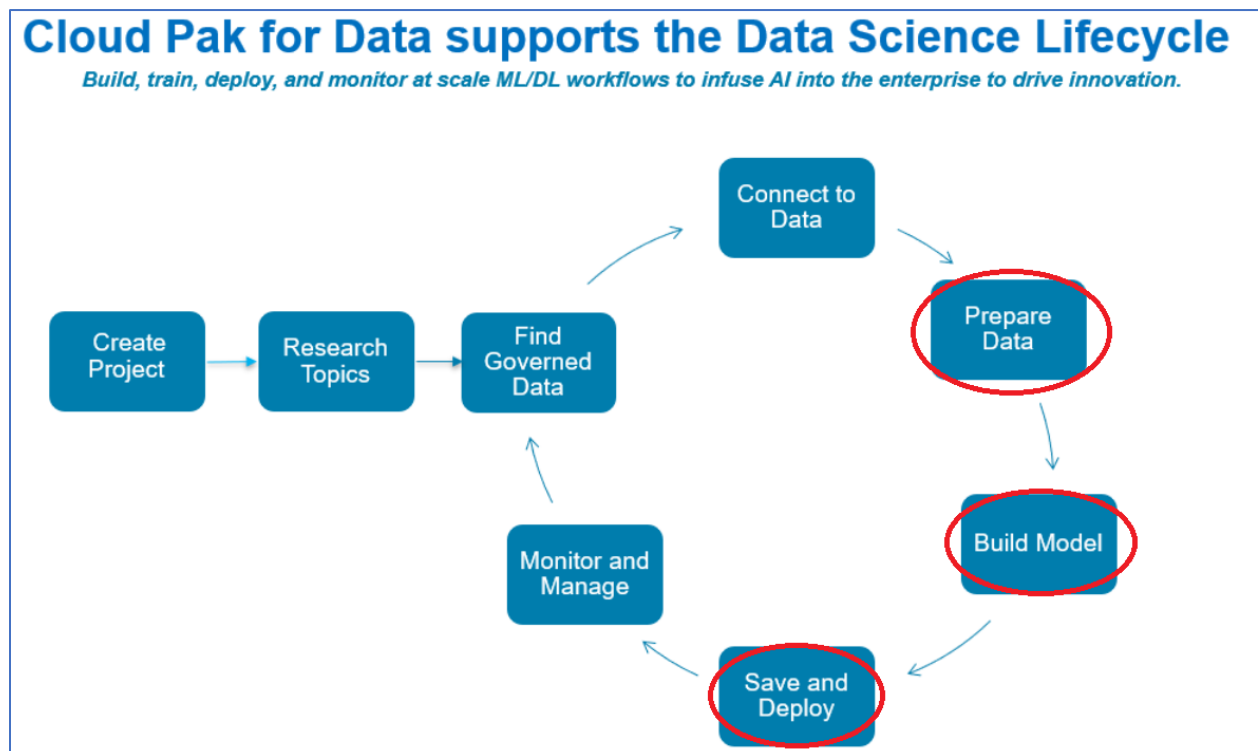 Cloud Pak for Data supports the Data Science Lifecycle
Build, train, deploy, and monitor at scale ML/DL workflows to infuse AI into the enterprise to drive innovation.
Create
Project
Research
Topics
Find
Governed
Data
Connect to
Data
Prepare
Data
Build Model
Save and
Deploy
Monitor and
Manage